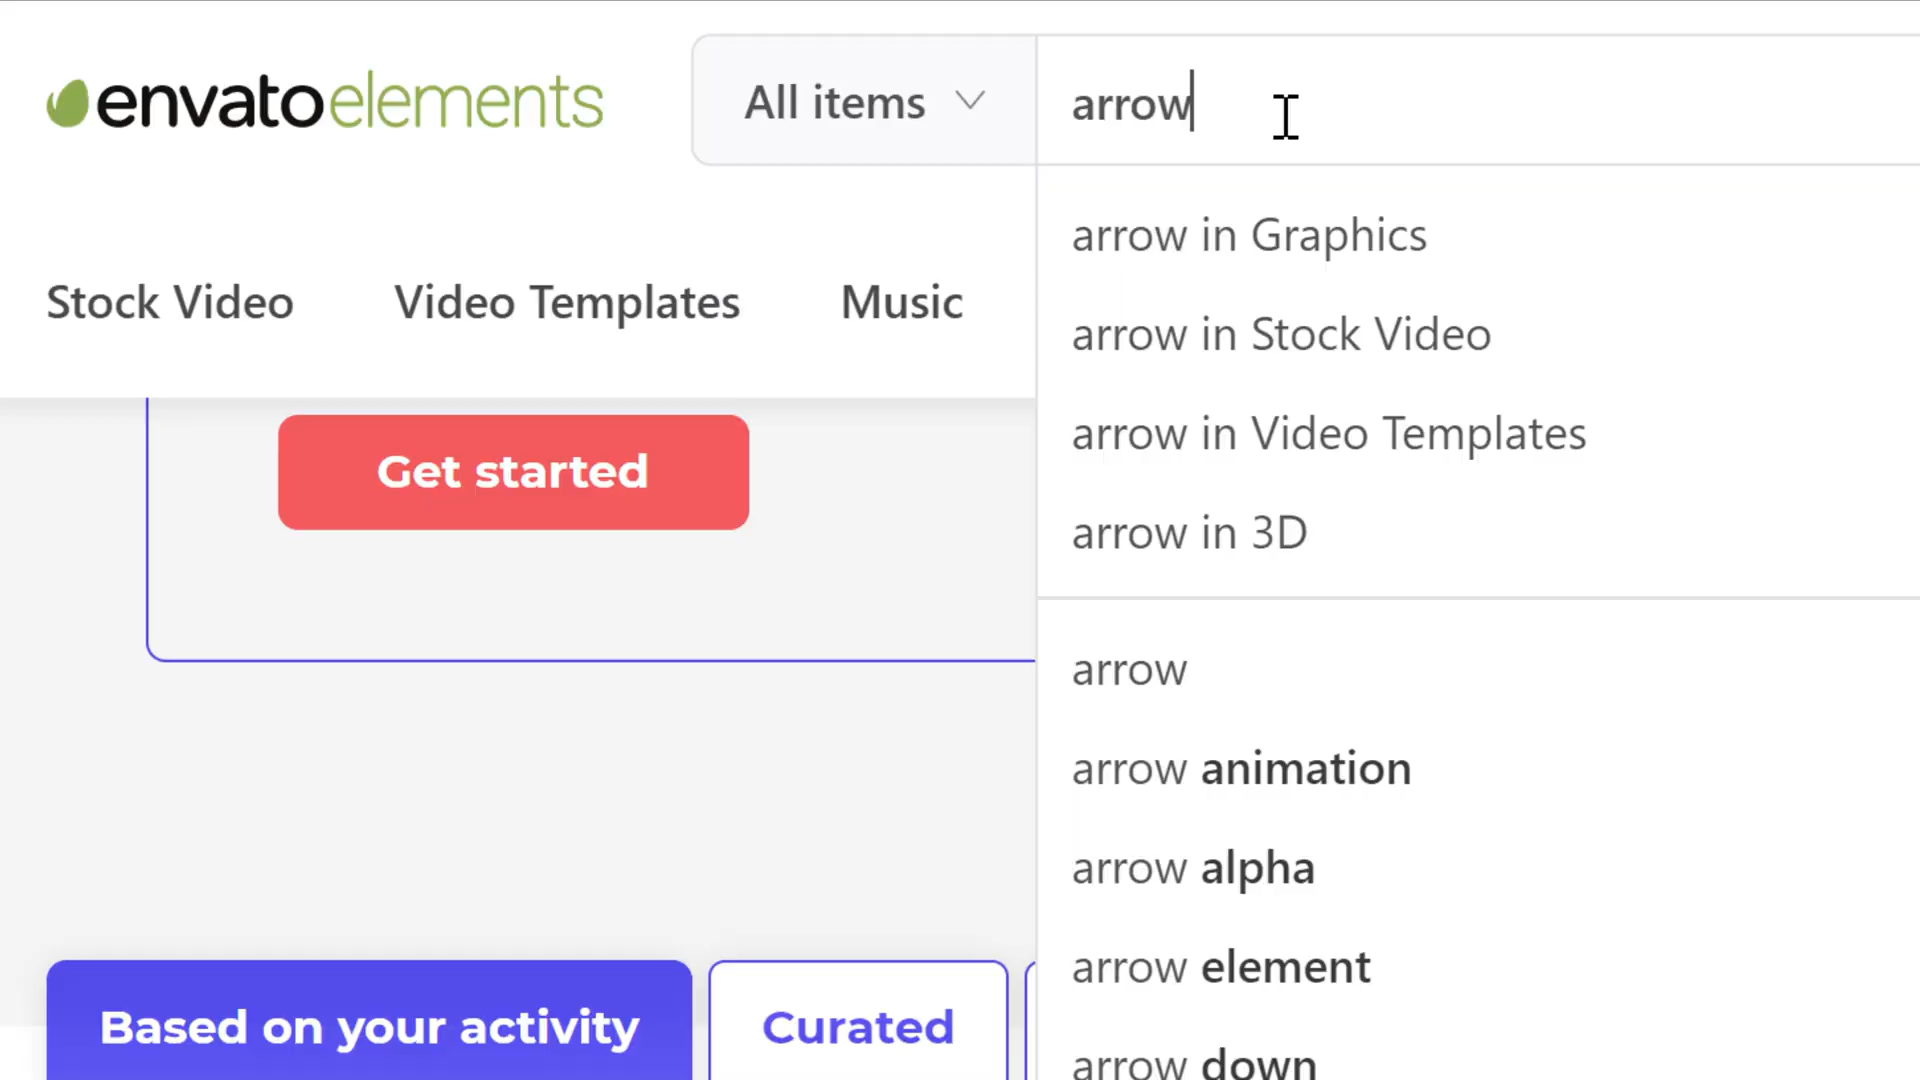 envatoelements
All items
arrow
Stock Video
Video Templates
Music
Get started
Based on your activity
Curated
arrow in Graphics
arrow in Stock Video
arrow in Video Templates
arrow in 3D
arrow
arrow animation
arrow alpha
arrow element
arrow down